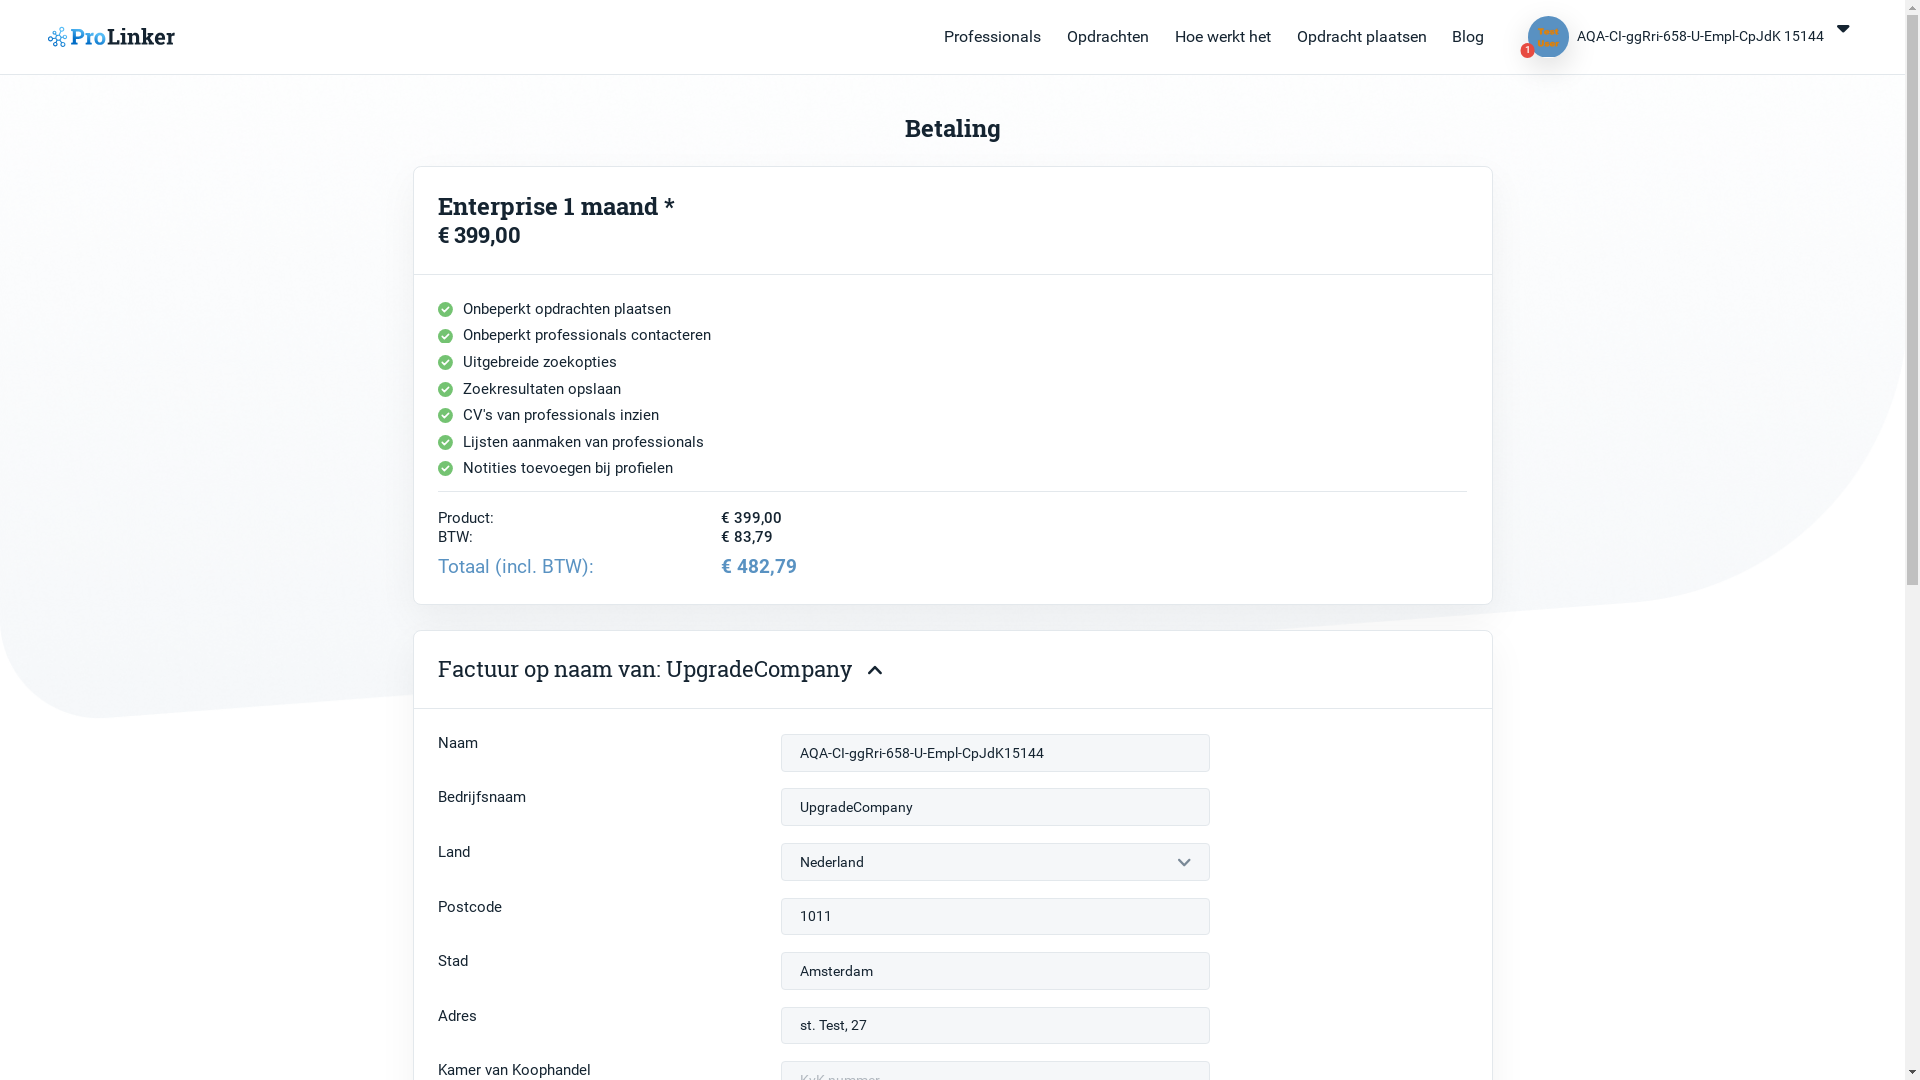 ProLinker
Professionals Opdrachten Hoe werkt het Opdracht plaatsen Blog
Test
User
1
AQA-CI-ggRri-658-U-Empl-CpJdK 15144
Betaling
Enterprise 1 maand *
€ 399,00
Onbeperkt opdrachten plaatsen
Onbeperkt professionals contacteren
Uitgebreide zoekopties
Zoekresultaten opslaan
CV's van professionals inzien
Lijsten aanmaken van professionals
Notities toevoegen bij profielen
Product: € 399,00
BTW: € 83,79
Totaal (incl. BTW): € 482,79
Factuur op naam van: UpgradeCompany
Naam AQA-CI-ggRri-658-U-Empl-CpJdK15144
Bedrijfsnaam UpgradeCompany
Land Nederland
Postcode 1011
Stad Amsterdam
Adres st. Test, 27
Kamer van Koophandel KvK nummer